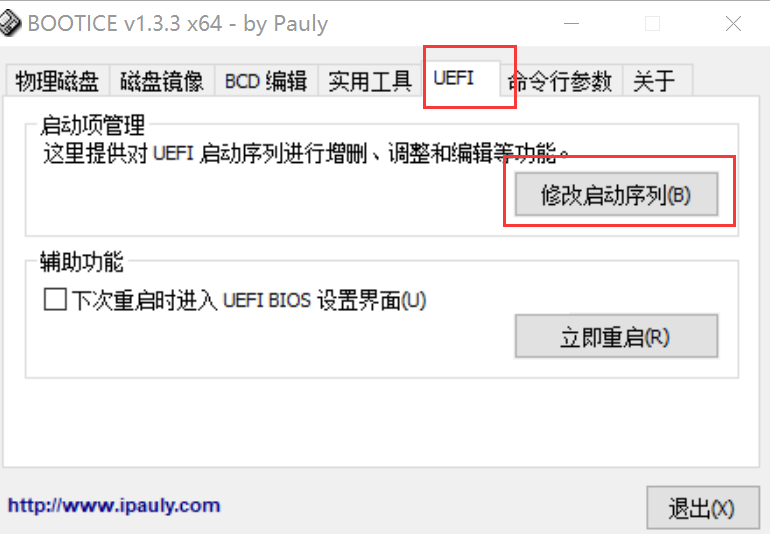 BOOTICE v1.3.3 x64 - by Pauly
物理磁盘 磁盘镜像 BCD 编辑 实用工具 UEFI 命令行参数 关于
启动项管理
这里提供对 UEFI 启动序列进行增删、调整和编辑等功能。
修改启动序列(B)
辅助功能
下次重启时进入 UEFI BIOS 设置界面(U)
立即重启(R)
http://www.ipauly.com
退出(X)